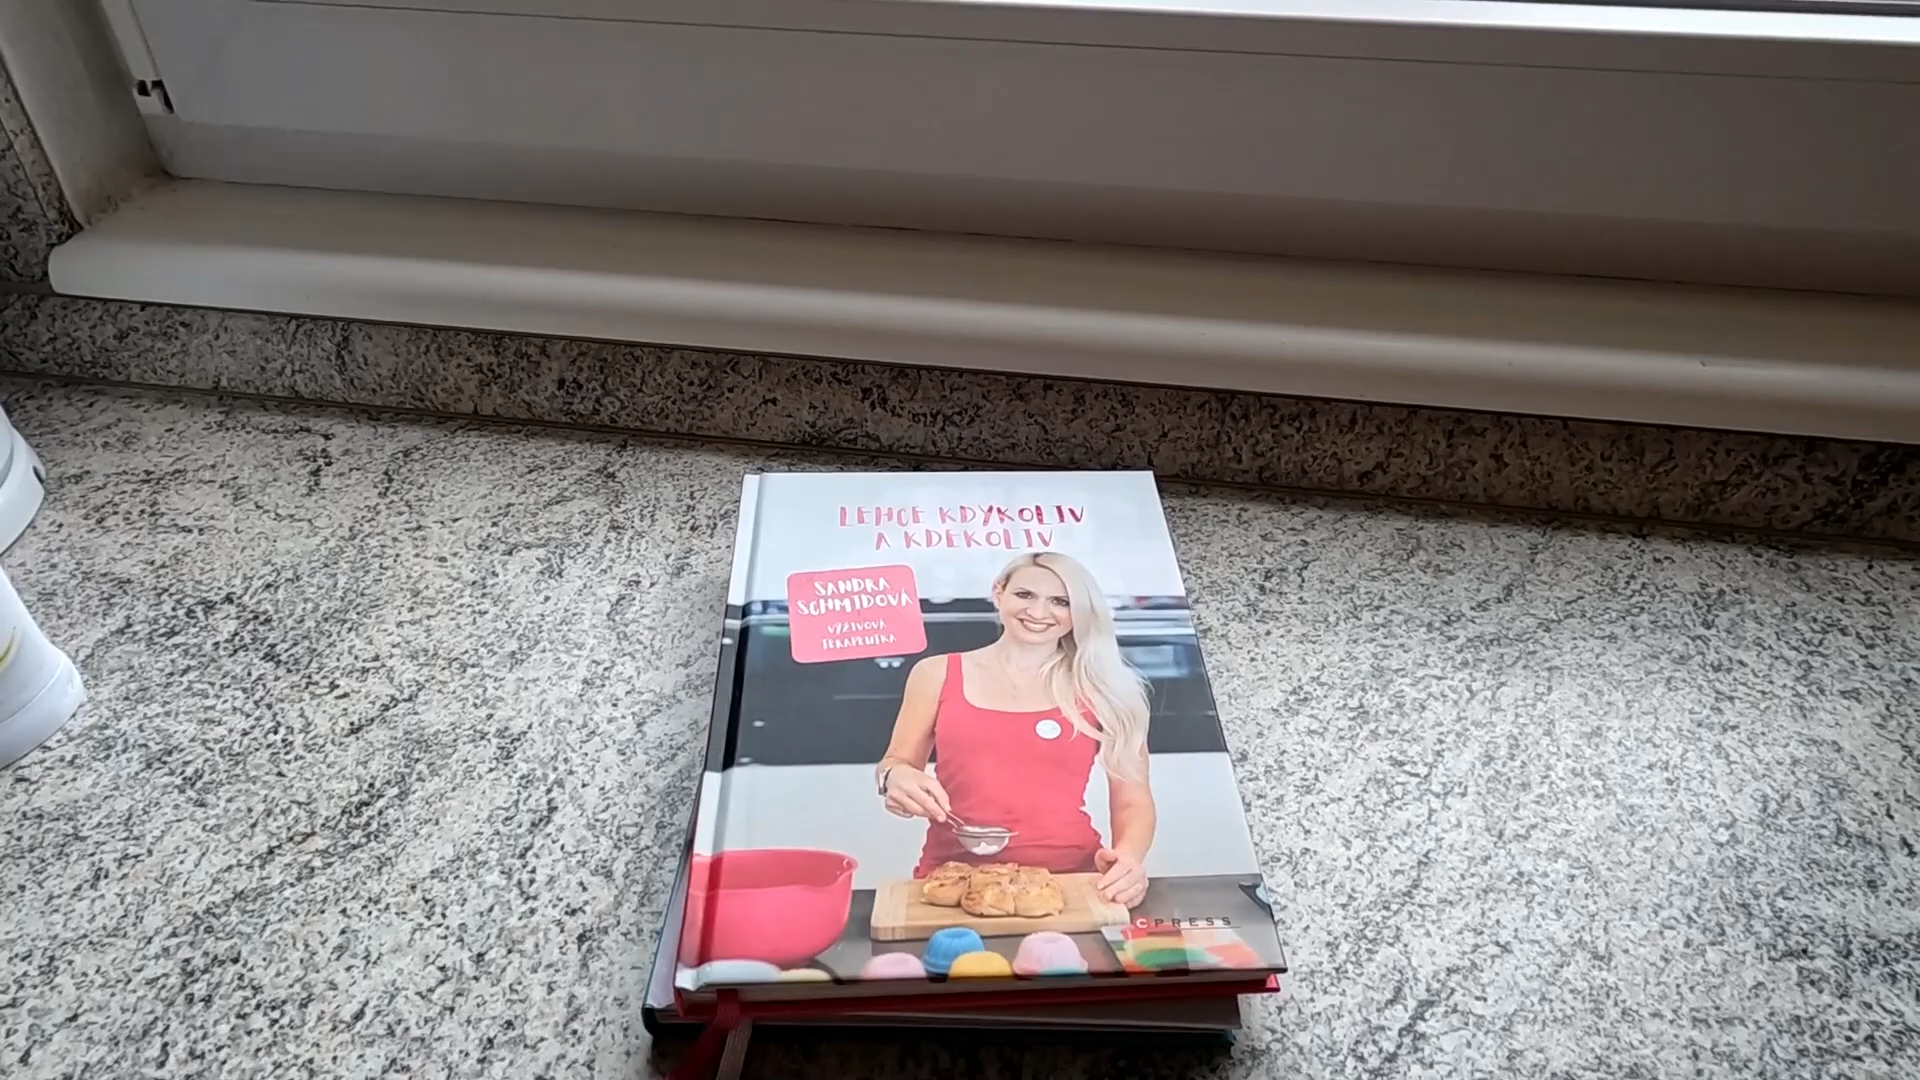 LEHCE KDYKOLIV
A KDEKOLIV
SANDRA
SCHMIDOVÁ
VÝŽIVOVÁ
TERAPEUTKA
CPRESS